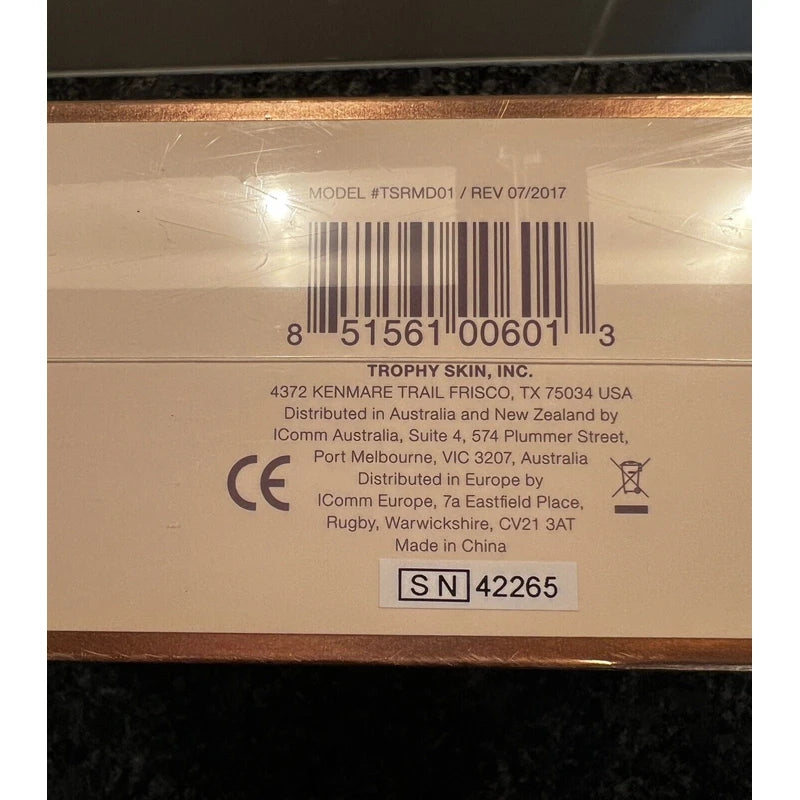 MODEL #TSRMD01 / REV 07/2017
8 51561 00601 3
TROPHY SKIN, INC.
4372 KENMARE TRAIL FRISCO, TX 75034 USA
Distributed in Australia and New Zealand by
IComm Australia, Suite 4, 574 Plummer Street,
Port Melbourne, VIC 3207, Australia
Distributed in Europe by
IComm Europe, 7a Eastfield Place,
Rugby, Warwickshire, CV21 3AT
Made in China
CE
SN 42265